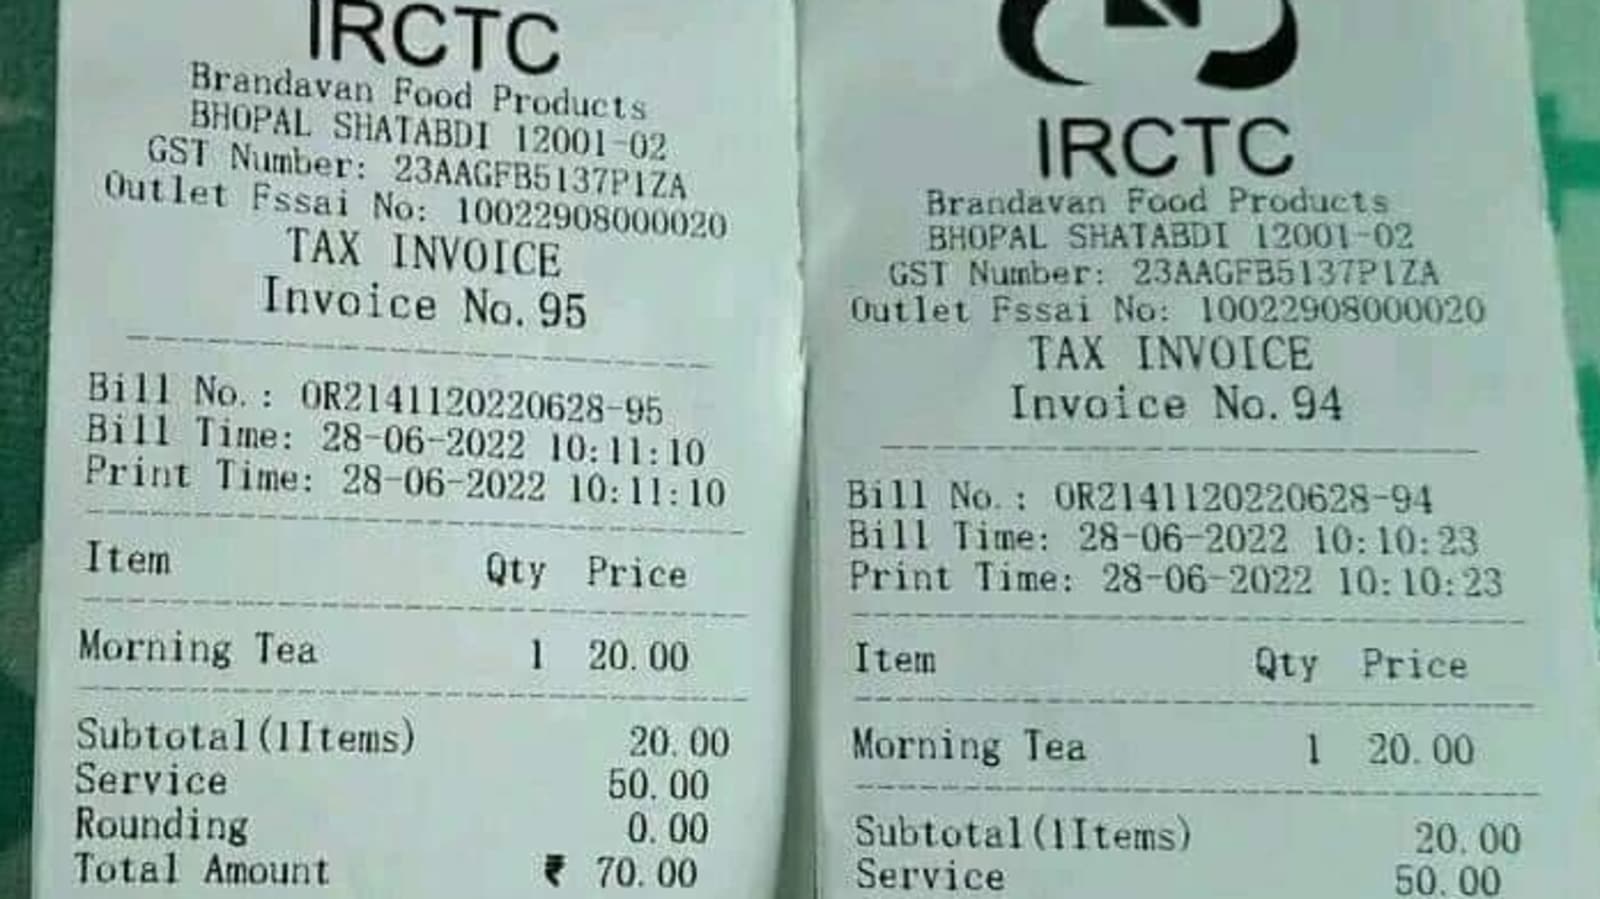 IRCTC
Brandavan Food Products
BHOPAL SHATABDI 12001-02
GST Number: 23AAGFB5137P1ZA
Outlet Fssai No: 10022908000020
TAX INVOICE
Invoice No. 95
Bill No.: OR2141120220628-95
Bill Time: 28-06-2022 10:11:10
Print Time: 28-06-2022 10:11:10
Item Qty Price
Morning Tea 1 20.00
Subtotal(1Items) 20.00
Service 50.00
Rounding 0.00
Total Amount ₹ 70.00
IRCTC
Brandavan Food Products
BHOPAL SHATABDI 12001-02
GST Number: 23AAGFB5137P1ZA
Outlet Fssai No: 10022908000020
TAX INVOICE
Invoice No. 94
Bill No.: OR2141120220628-94
Bill Time: 28-06-2022 10:10:23
Print Time: 28-06-2022 10:10:23
Item Qty Price
Morning Tea 1 20.00
Subtotal(1Items) 20.00
Service 50.00